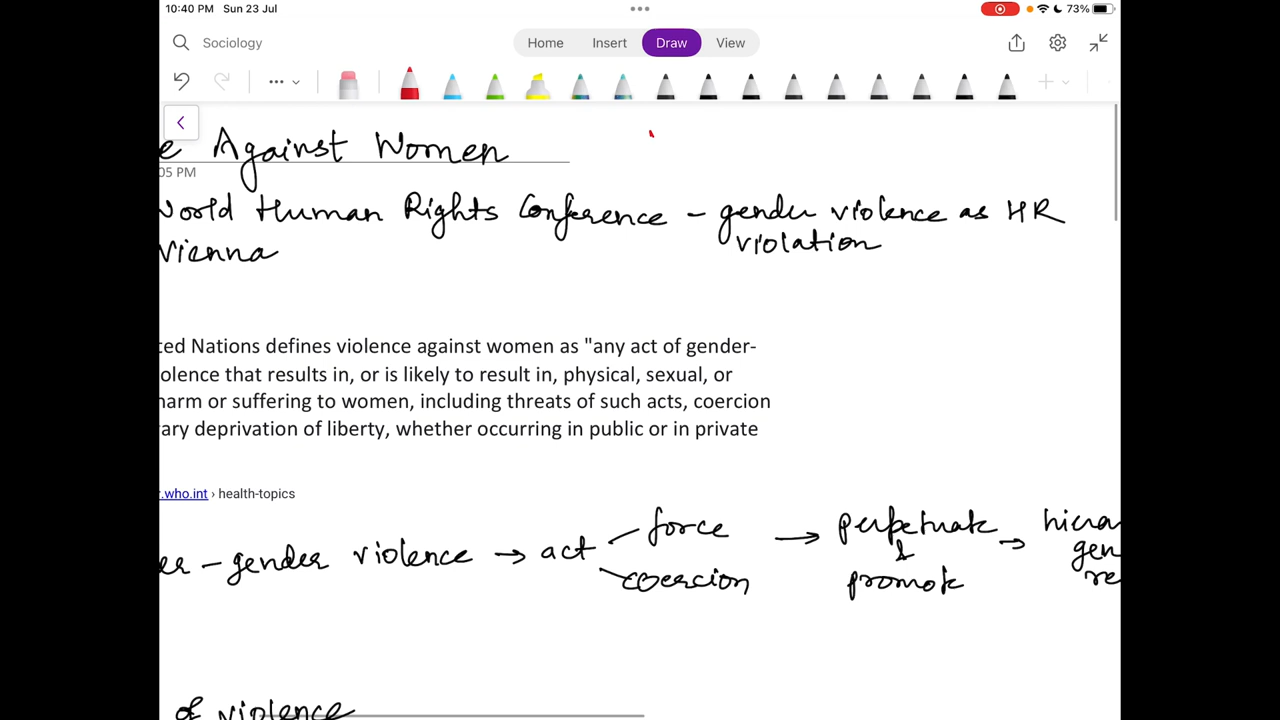 10:40 PM Sun 23 Jul
73%
Sociology
Home Insert Draw View
e Against Women
05 PM
World Human Rights Conference - gender violence as HR
violation
Vienna
ted Nations defines violence against women as "any act of gender-
olence that results in, or is likely to result in, physical, sexual, or
harm or suffering to women, including threats of such acts, coercion
rary deprivation of liberty, whether occurring in public or in private
.who.int › health-topics
er - gender violence → act force → perpetuate → hiera
& gen
coercion promote re
of violence